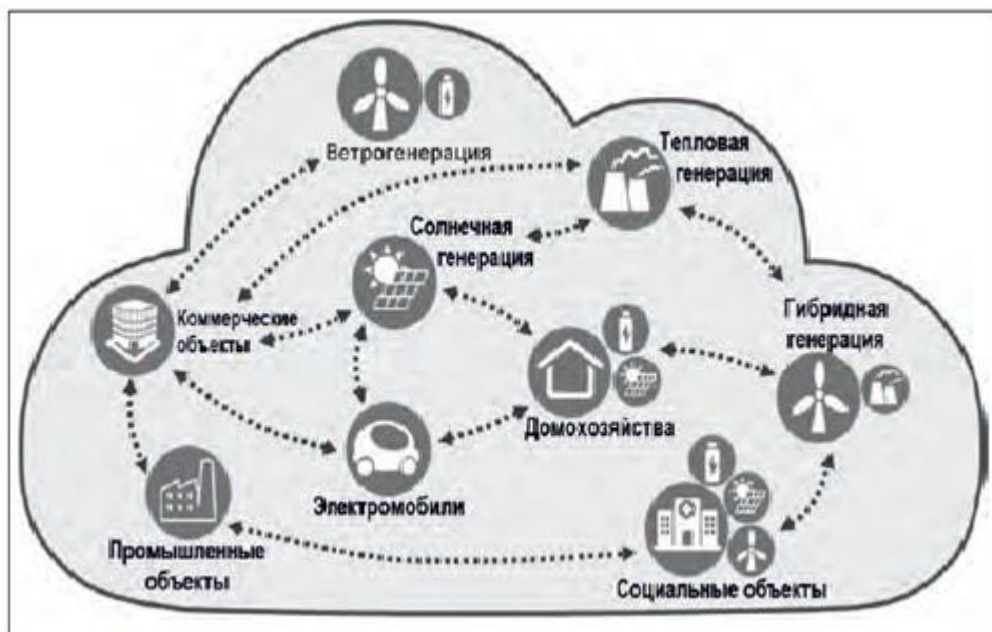 Ветрогенерация
Тепловая
генерация
Солнечная
генерация
Коммерческие
объекты
Гибридная
генерация
Домохозяйства
Электромобили
Промышленные
объекты
Социальные объекты